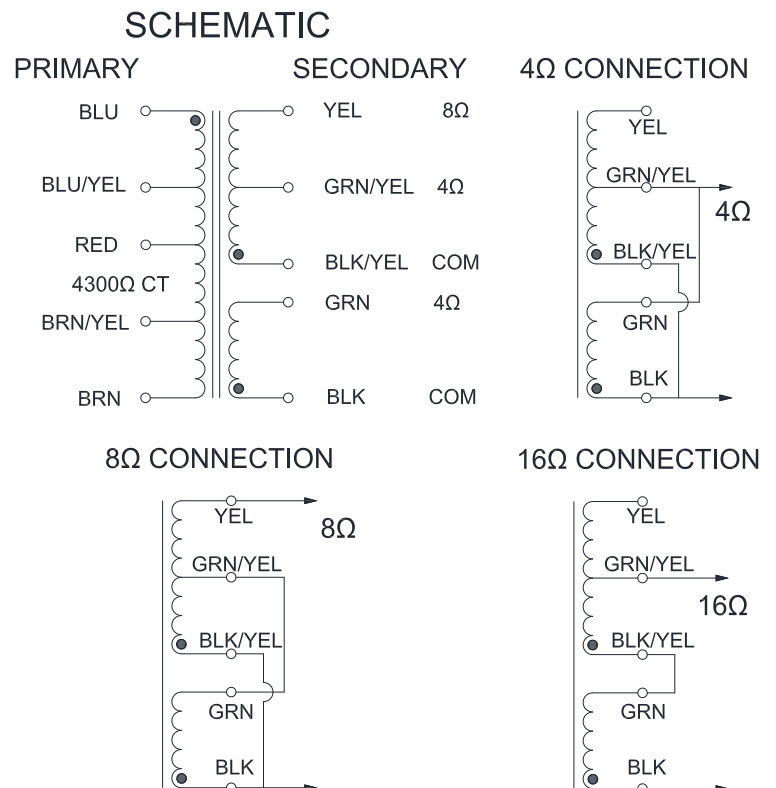 SCHEMATIC
PRIMARY
SECONDARY
4Ω CONNECTION
BLU
YEL 8Ω
BLU/YEL
GRN/YEL 4Ω
RED
BLK/YEL COM
4300Ω CT
GRN 4Ω
BRN/YEL
BRN
BLK COM
YEL
GRN/YEL
4Ω
BLK/YEL
GRN
BLK
8Ω CONNECTION
YEL
8Ω
GRN/YEL
BLK/YEL
GRN
BLK
16Ω CONNECTION
YEL
GRN/YEL
16Ω
BLK/YEL
GRN
BLK